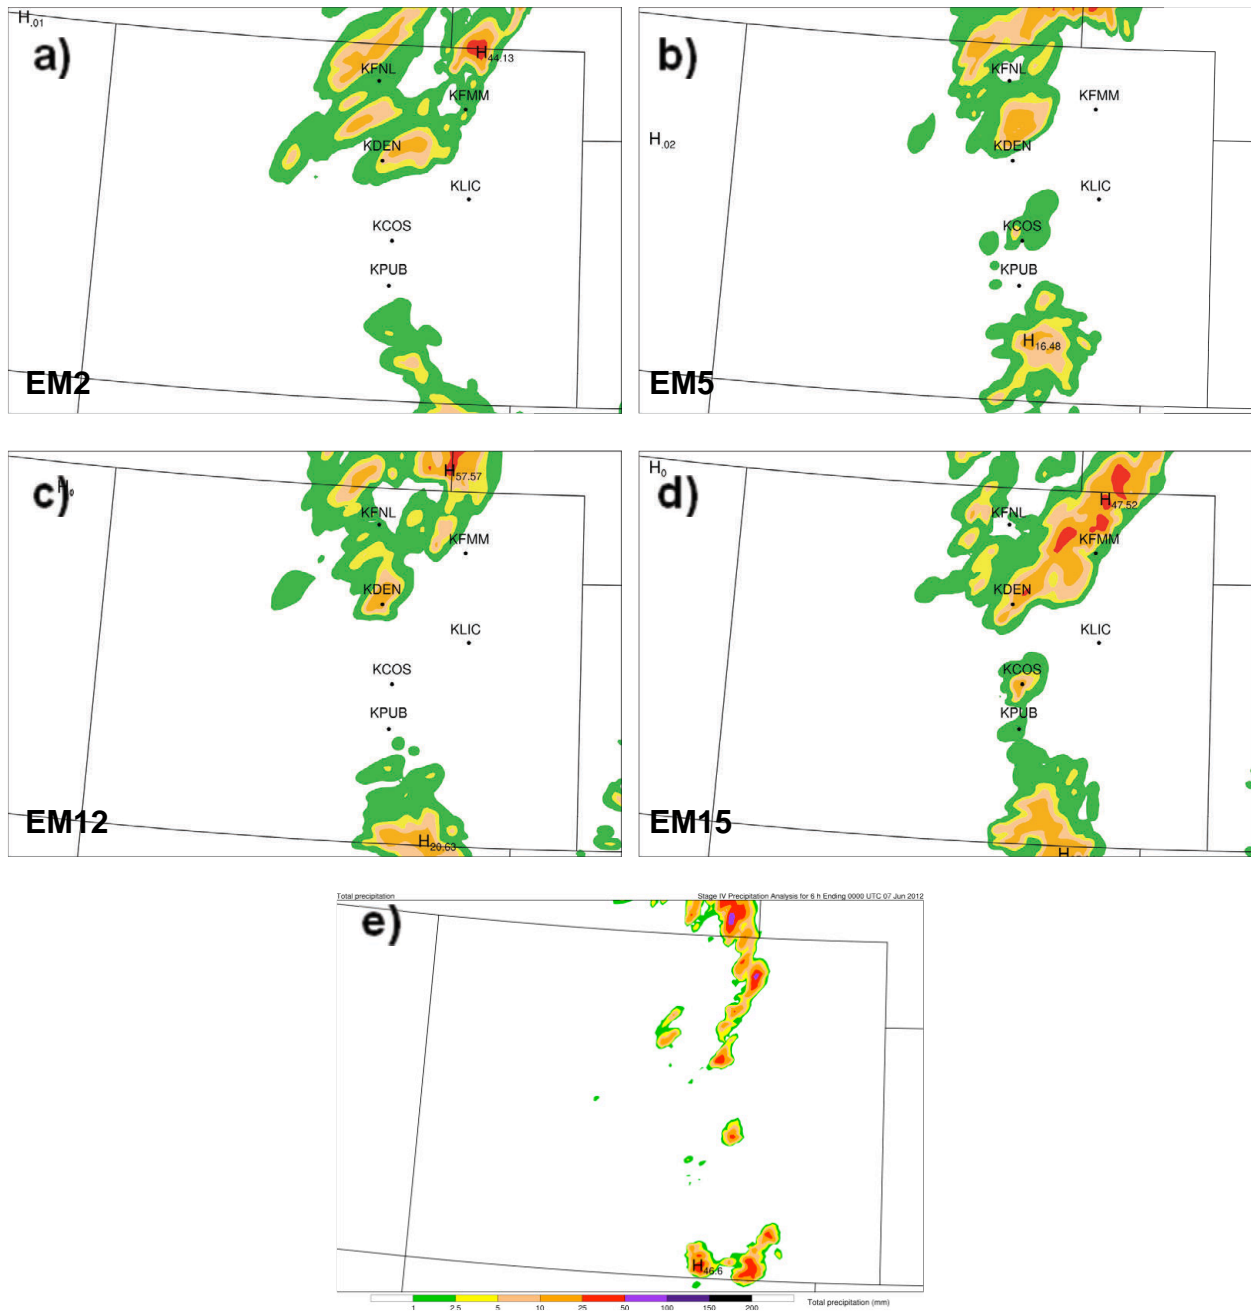 H.01
a)
H44.13
KFNL
KFMM
KDEN
KLIC
KCOS
KPUB
EM2
b)
KFNL
KFMM
H.02
KDEN
KLIC
KCOS
KPUB
H16.48
EM5
c)
H0
H57.57
KFNL
KFMM
KDEN
KLIC
KCOS
KPUB
EM12
H20.63
H0
d)
H47.52
KFNL
KFMM
KDEN
KLIC
KCOS
KPUB
EM15
H
Total precipitation
Stage IV Precipitation Analysis for 6 h Ending 0000 UTC 07 Jun 2012
e)
H46.6
1 2.5 5 10 25 50 100 150 200
Total precipitation (mm)